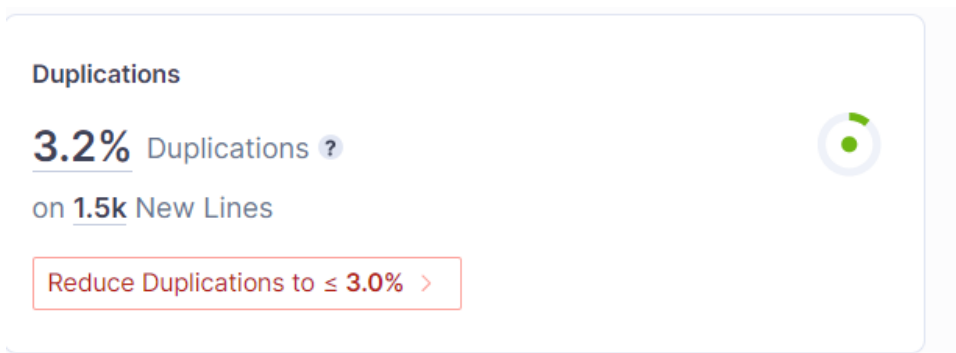 Duplications
3.2% Duplications ?
on 1.5k New Lines
Reduce Duplications to ≤ 3.0% >